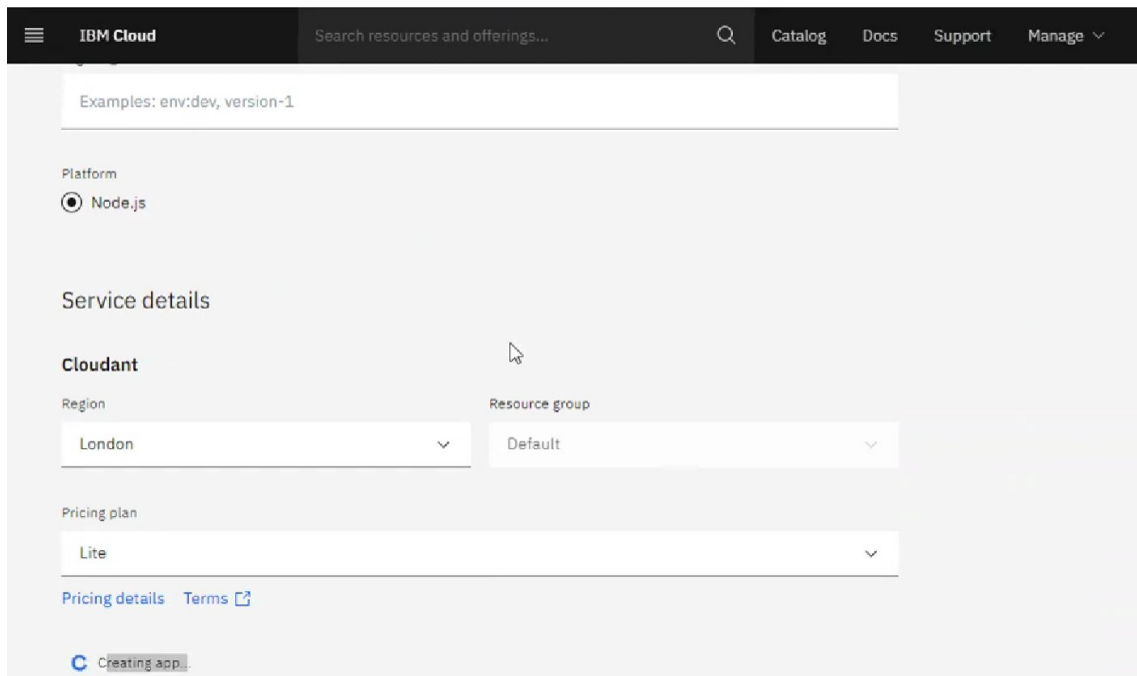 IBM Cloud Search resources and offerings... Catalog Docs Support Manage
Examples: env:dev, version-1
Platform
Node.js
Service details
Cloudant
Region Resource group
London Default
Pricing plan
Lite
Pricing details Terms
Creating app...